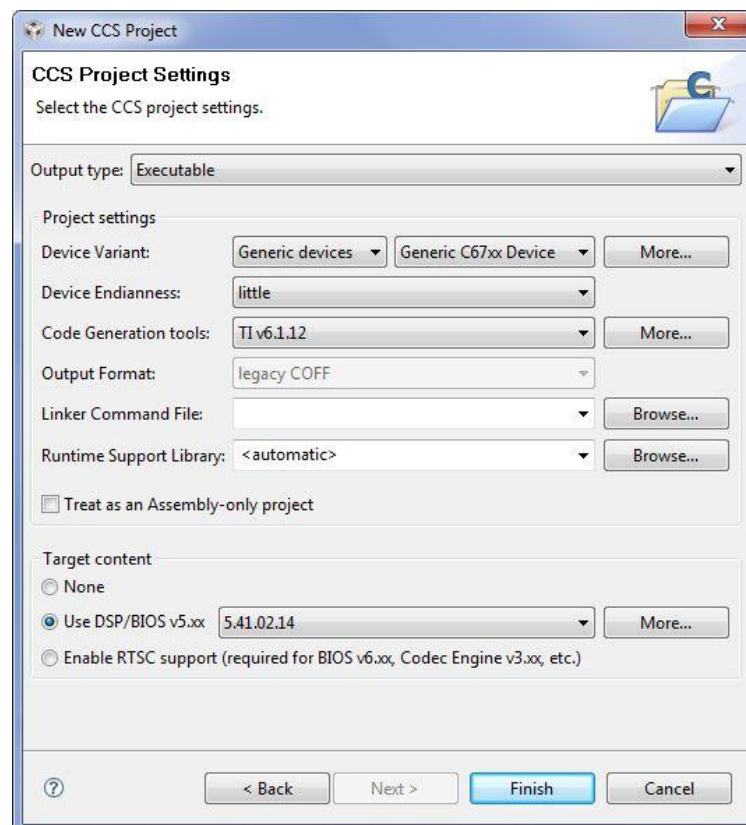 New CCS Project
CCS Project Settings
Select the CCS project settings.
Output type: Executable
Project settings
Device Variant: Generic devices Generic C67xx Device More...
Device Endianness: little
Code Generation tools: TI v6.1.12 More...
Output Format: legacy COFF
Linker Command File: Browse...
Runtime Support Library: <automatic> Browse...
Treat as an Assembly-only project
Target content
None
Use DSP/BIOS v5.xx 5.41.02.14 More...
Enable RTSC support (required for BIOS v6.xx, Codec Engine v3.xx, etc.)
? < Back Next > Finish Cancel